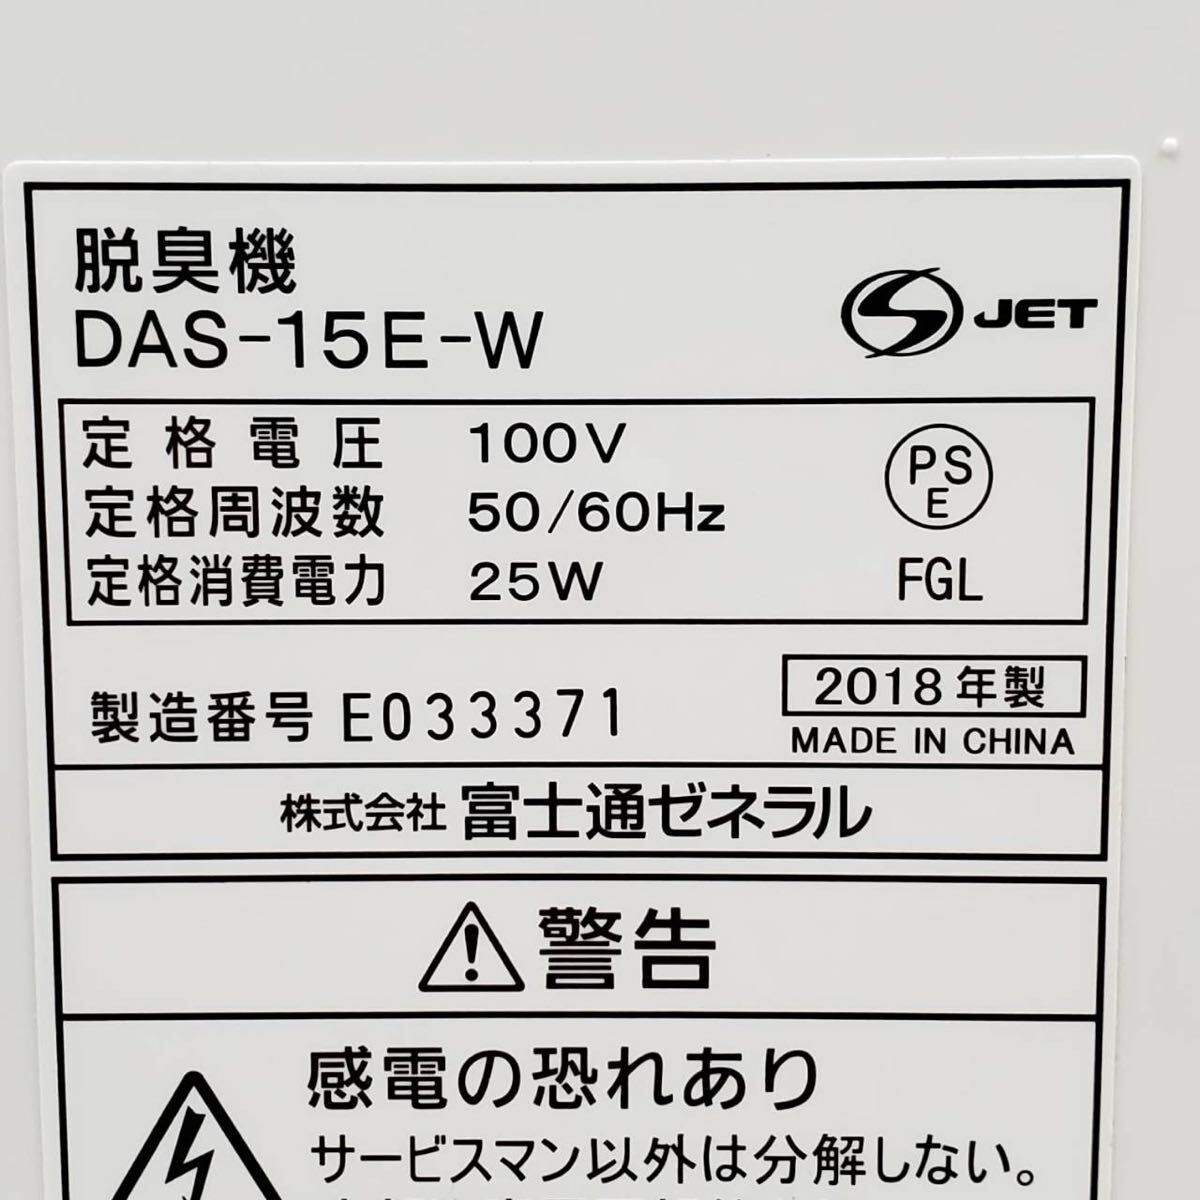 脱臭機
DAS-15E-W
JET
定格電圧 100V
定格周波数 50/60Hz
定格消費電力 25W
PS
E
FGL
製造番号 E033371
2018年製
MADE IN CHINA
株式会社 富士通ゼネラル
警告
感電の恐れあり
サービスマン以外は分解しない。